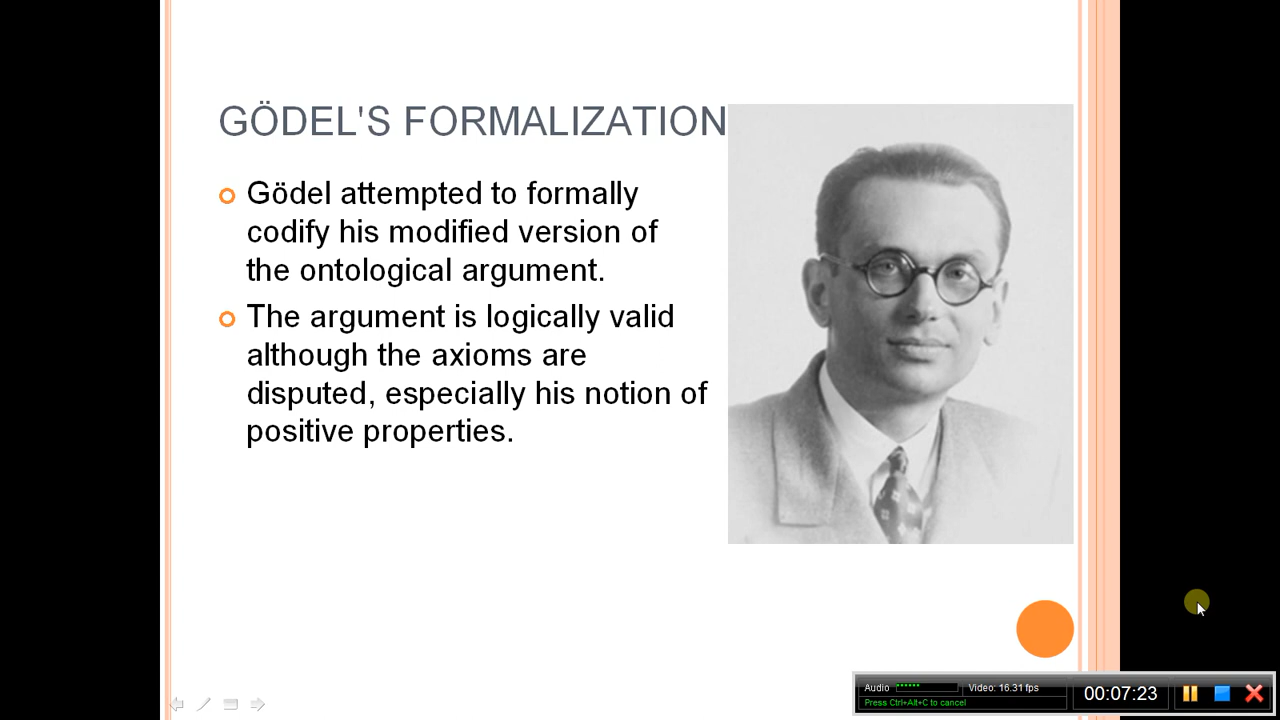 GÖDEL'S FORMALIZATION
Gödel attempted to formally
codify his modified version of
the ontological argument.
The argument is logically valid
although the axioms are
disputed, especially his notion of
positive properties.
Audio
Video: 16.31 fps
Press Ctrl+Alt+C to cancel
00:07:23